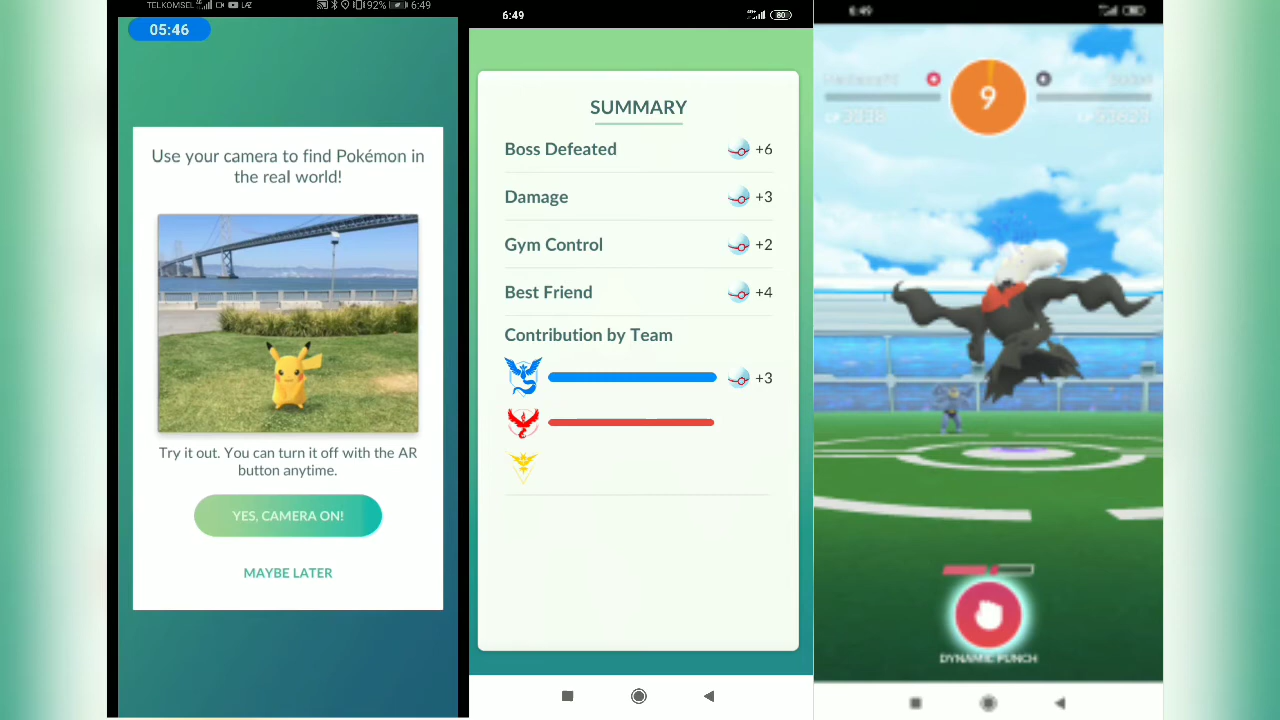 TELKOMSEL
92% 6:49
05:46
Use your camera to find Pokémon in
the real world!
Try it out. You can turn it off with the AR
button anytime.
YES, CAMERA ON!
MAYBE LATER
6:49
80
SUMMARY
Boss Defeated +6
Damage +3
Gym Control +2
Best Friend +4
Contribution by Team
+3
6:49
9
DYNAMIC PUNCH